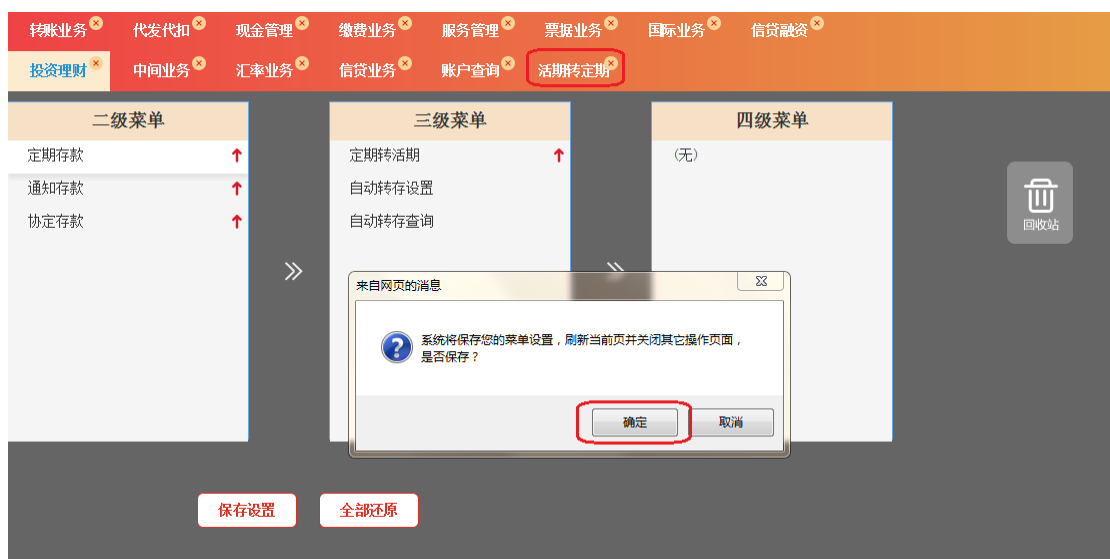 转账业务 代发代扣 现金管理 缴费业务 服务管理 票据业务 国际业务 信贷融资
投资理财 中间业务 汇率业务 信贷业务 账户查询 活期转定期
二级菜单 三级菜单 四级菜单
定期存款 定期转活期 （无）
通知存款 自动转存设置
协定存款 自动转存查询
回收站
来自网页的消息
系统将保存您的菜单设置，刷新当前页并关闭其它操作页面，
是否保存？
确定 取消
保存设置 全部还原